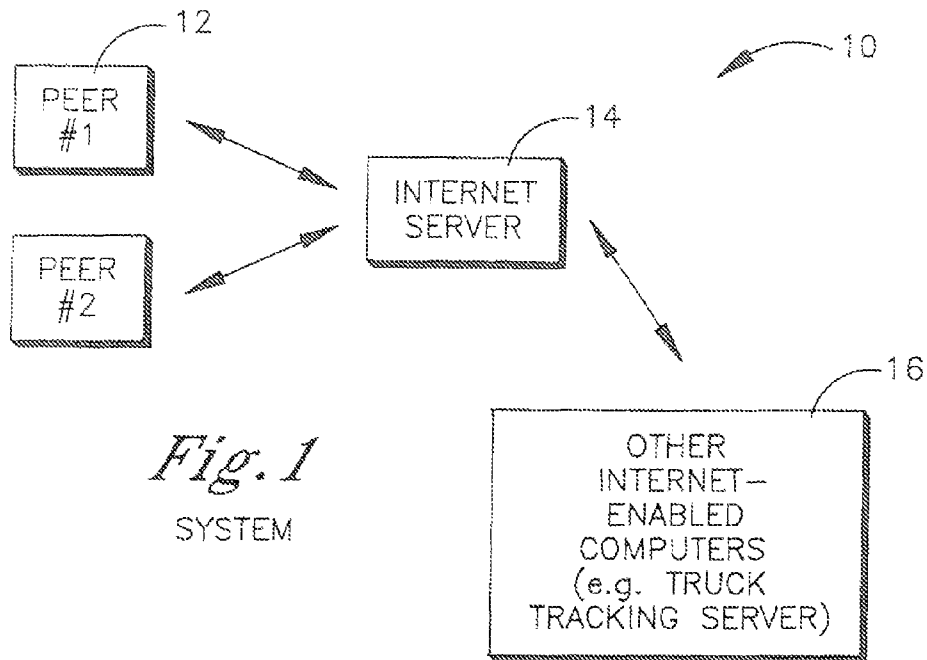 12
PEER
#1
10
14
INTERNET
SERVER
PEER
#2
16
Fig. 1
SYSTEM
OTHER
INTERNET-
ENABLED
COMPUTERS
(e.g. TRUCK
TRACKING SERVER)